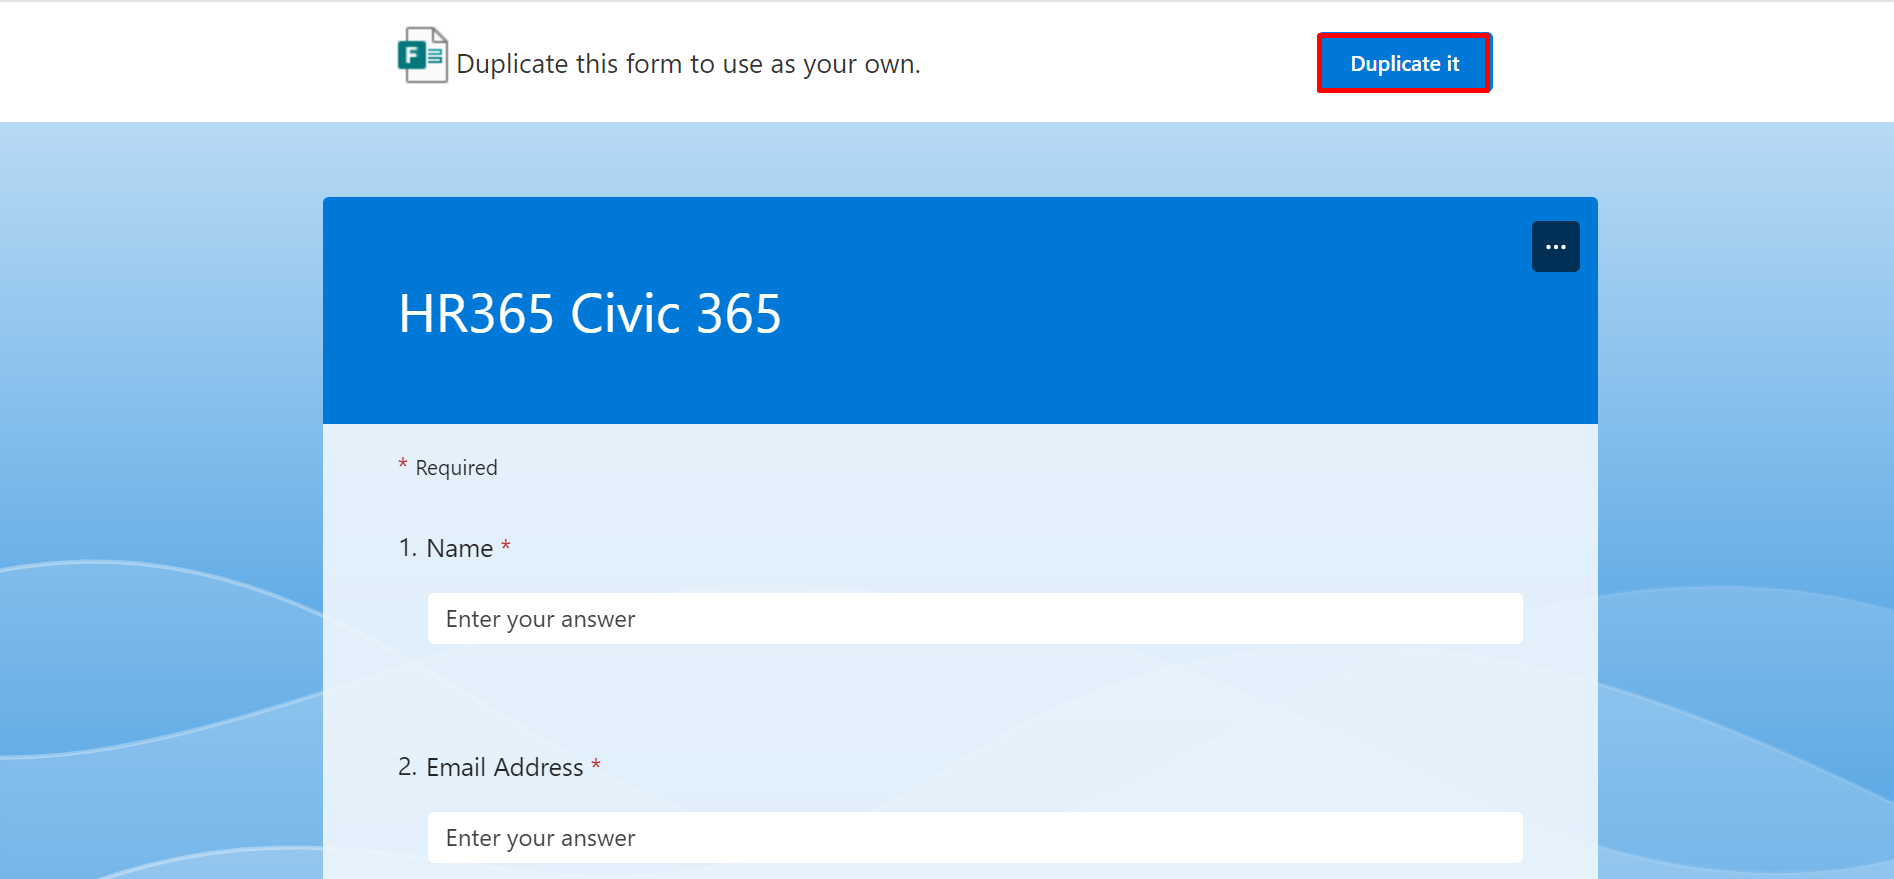 F
Duplicate this form to use as your own.
Duplicate it
...
HR365 Civic 365
* Required
1. Name *
Enter your answer
2. Email Address *
Enter your answer